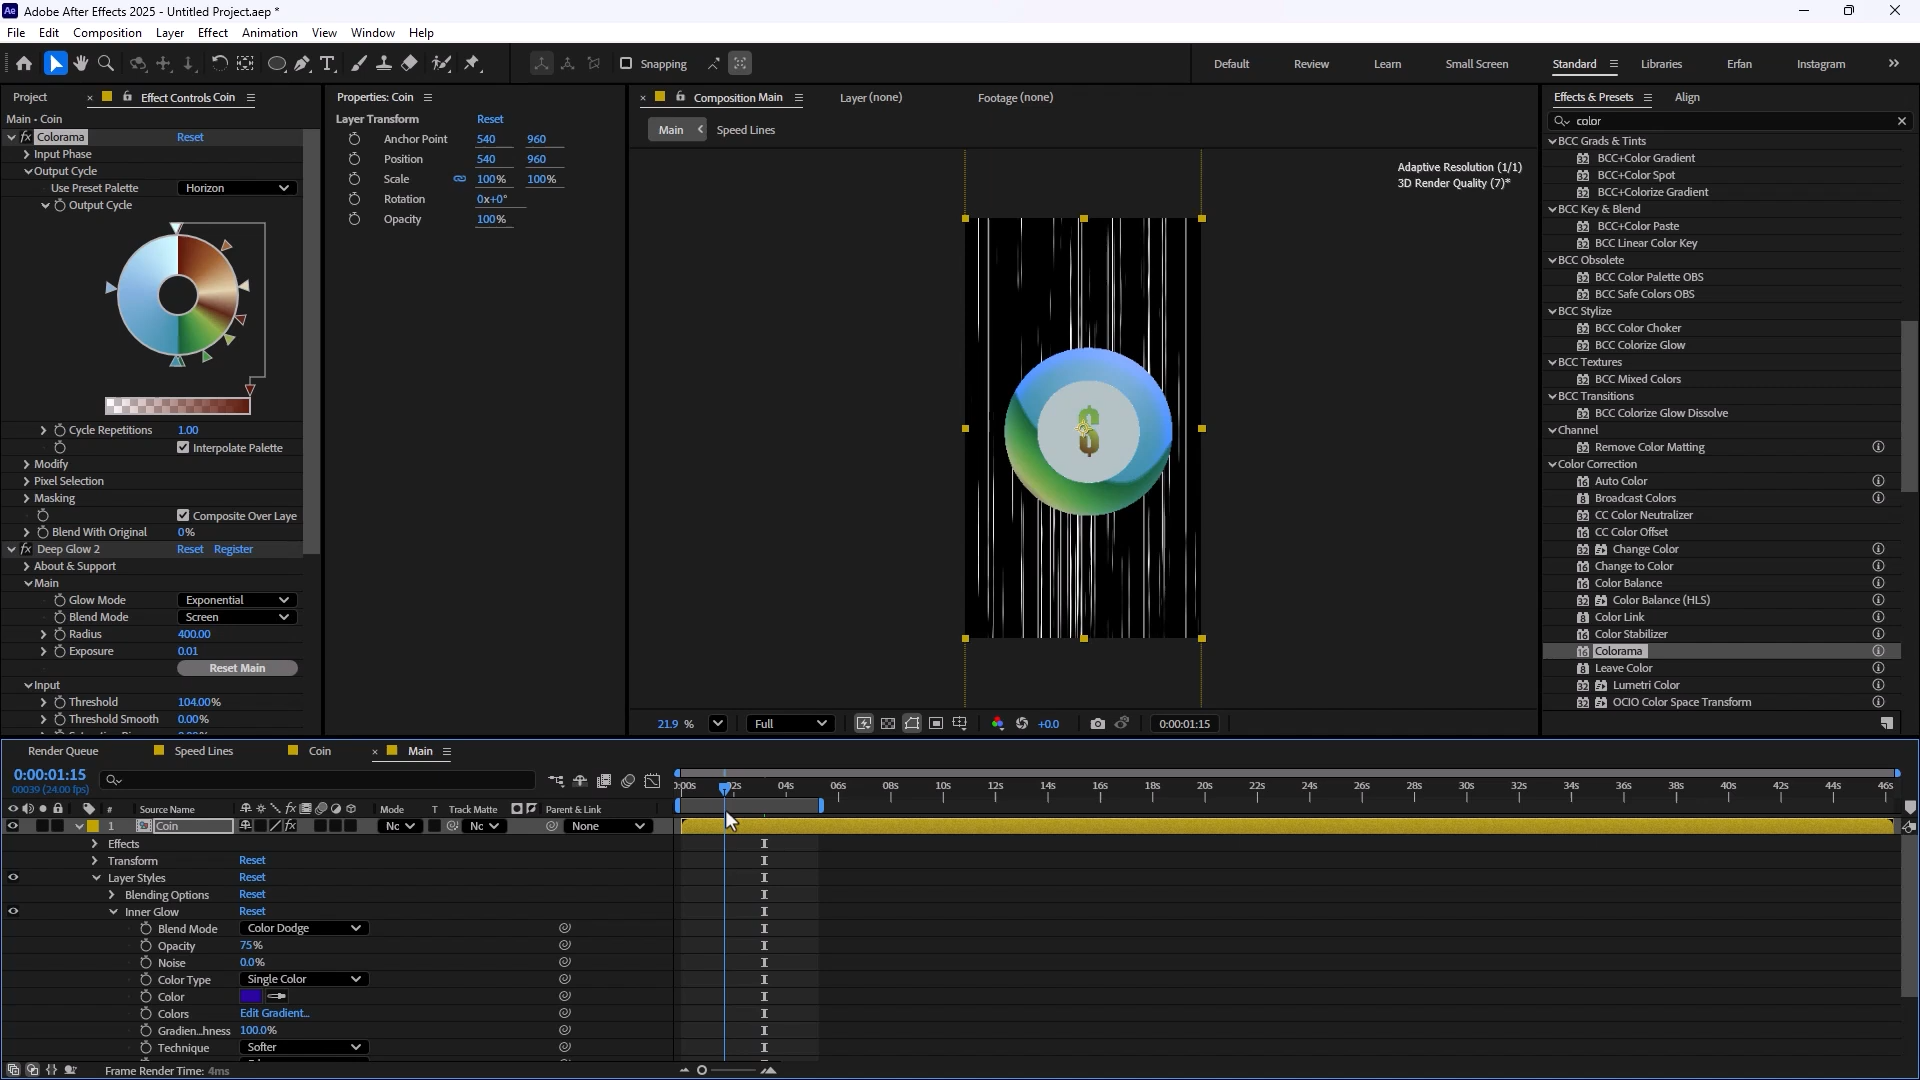 Adobe After Effects 2025 - Untitled Project.aep *
File Edit Composition Layer Effect Animation View Window Help
Snapping
Default Review Learn Small Screen Standard Libraries Erfan Instagram
Project Effect Controls Coin
Main - Coin
Colorama Reset
Input Phase
Output Cycle
Use Preset Palette Horizon
Output Cycle
Cycle Repetitions 1.00
Interpolate Palette
Modify
Pixel Selection
Masking
Composite Over Laye
Blend With Original 0%
Deep Glow 2 Reset Register
About & Support
Main
Glow Mode Exponential
Blend Mode Screen
Radius 400.00
Exposure 0.01
Reset Main
Input
Threshold 104.00%
Threshold Smooth 0.00%
Properties: Coin
Layer Transform Reset
Anchor Point 540 960
Position 540 960
Scale 100% 100%
Rotation 0x+0°
Opacity 100%
Composition Main Layer (none) Footage (none)
Main Speed Lines
Adaptive Resolution (1/1)
3D Render Quality (7)*
$
21.9 % Full +0.0 0:00:01:15
Effects & Presets Align
color
BCC Grads & Tints
BCC+Color Gradient
BCC+Color Spot
BCC+Colorize Gradient
BCC Key & Blend
BCC+Color Paste
BCC Linear Color Key
BCC Obsolete
BCC Color Palette OBS
BCC Safe Colors OBS
BCC Stylize
BCC Color Choker
BCC Colorize Glow
BCC Textures
BCC Mixed Colors
BCC Transitions
BCC Colorize Glow Dissolve
Channel
Remove Color Matting
Color Correction
Auto Color
Broadcast Colors
CC Color Neutralizer
CC Color Offset
Change Color
Change to Color
Color Balance
Color Balance (HLS)
Color Link
Color Stabilizer
Colorama
Leave Color
Lumetri Color
OCIO Color Space Transform
Render Queue Speed Lines Coin Main
0:00:01:15
00039 (24.00 fps)
:00s 02s 04s 06s 08s 10s 12s 14s 16s 18s 20s 22s 24s 26s 28s 30s 32s 34s 36s 38s 40s 42s 44s 46s
# Source Name Mode T Track Matte Parent & Link
1 Coin Nc Nc None
Effects
Transform Reset
Layer Styles Reset
Blending Options Reset
Inner Glow Reset
Blend Mode Color Dodge
Opacity 75%
Noise 0.0%
Color Type Single Color
Color
Colors Edit Gradient...
Gradien...hness 100.0%
Technique Softer
Frame Render Time: 4ms